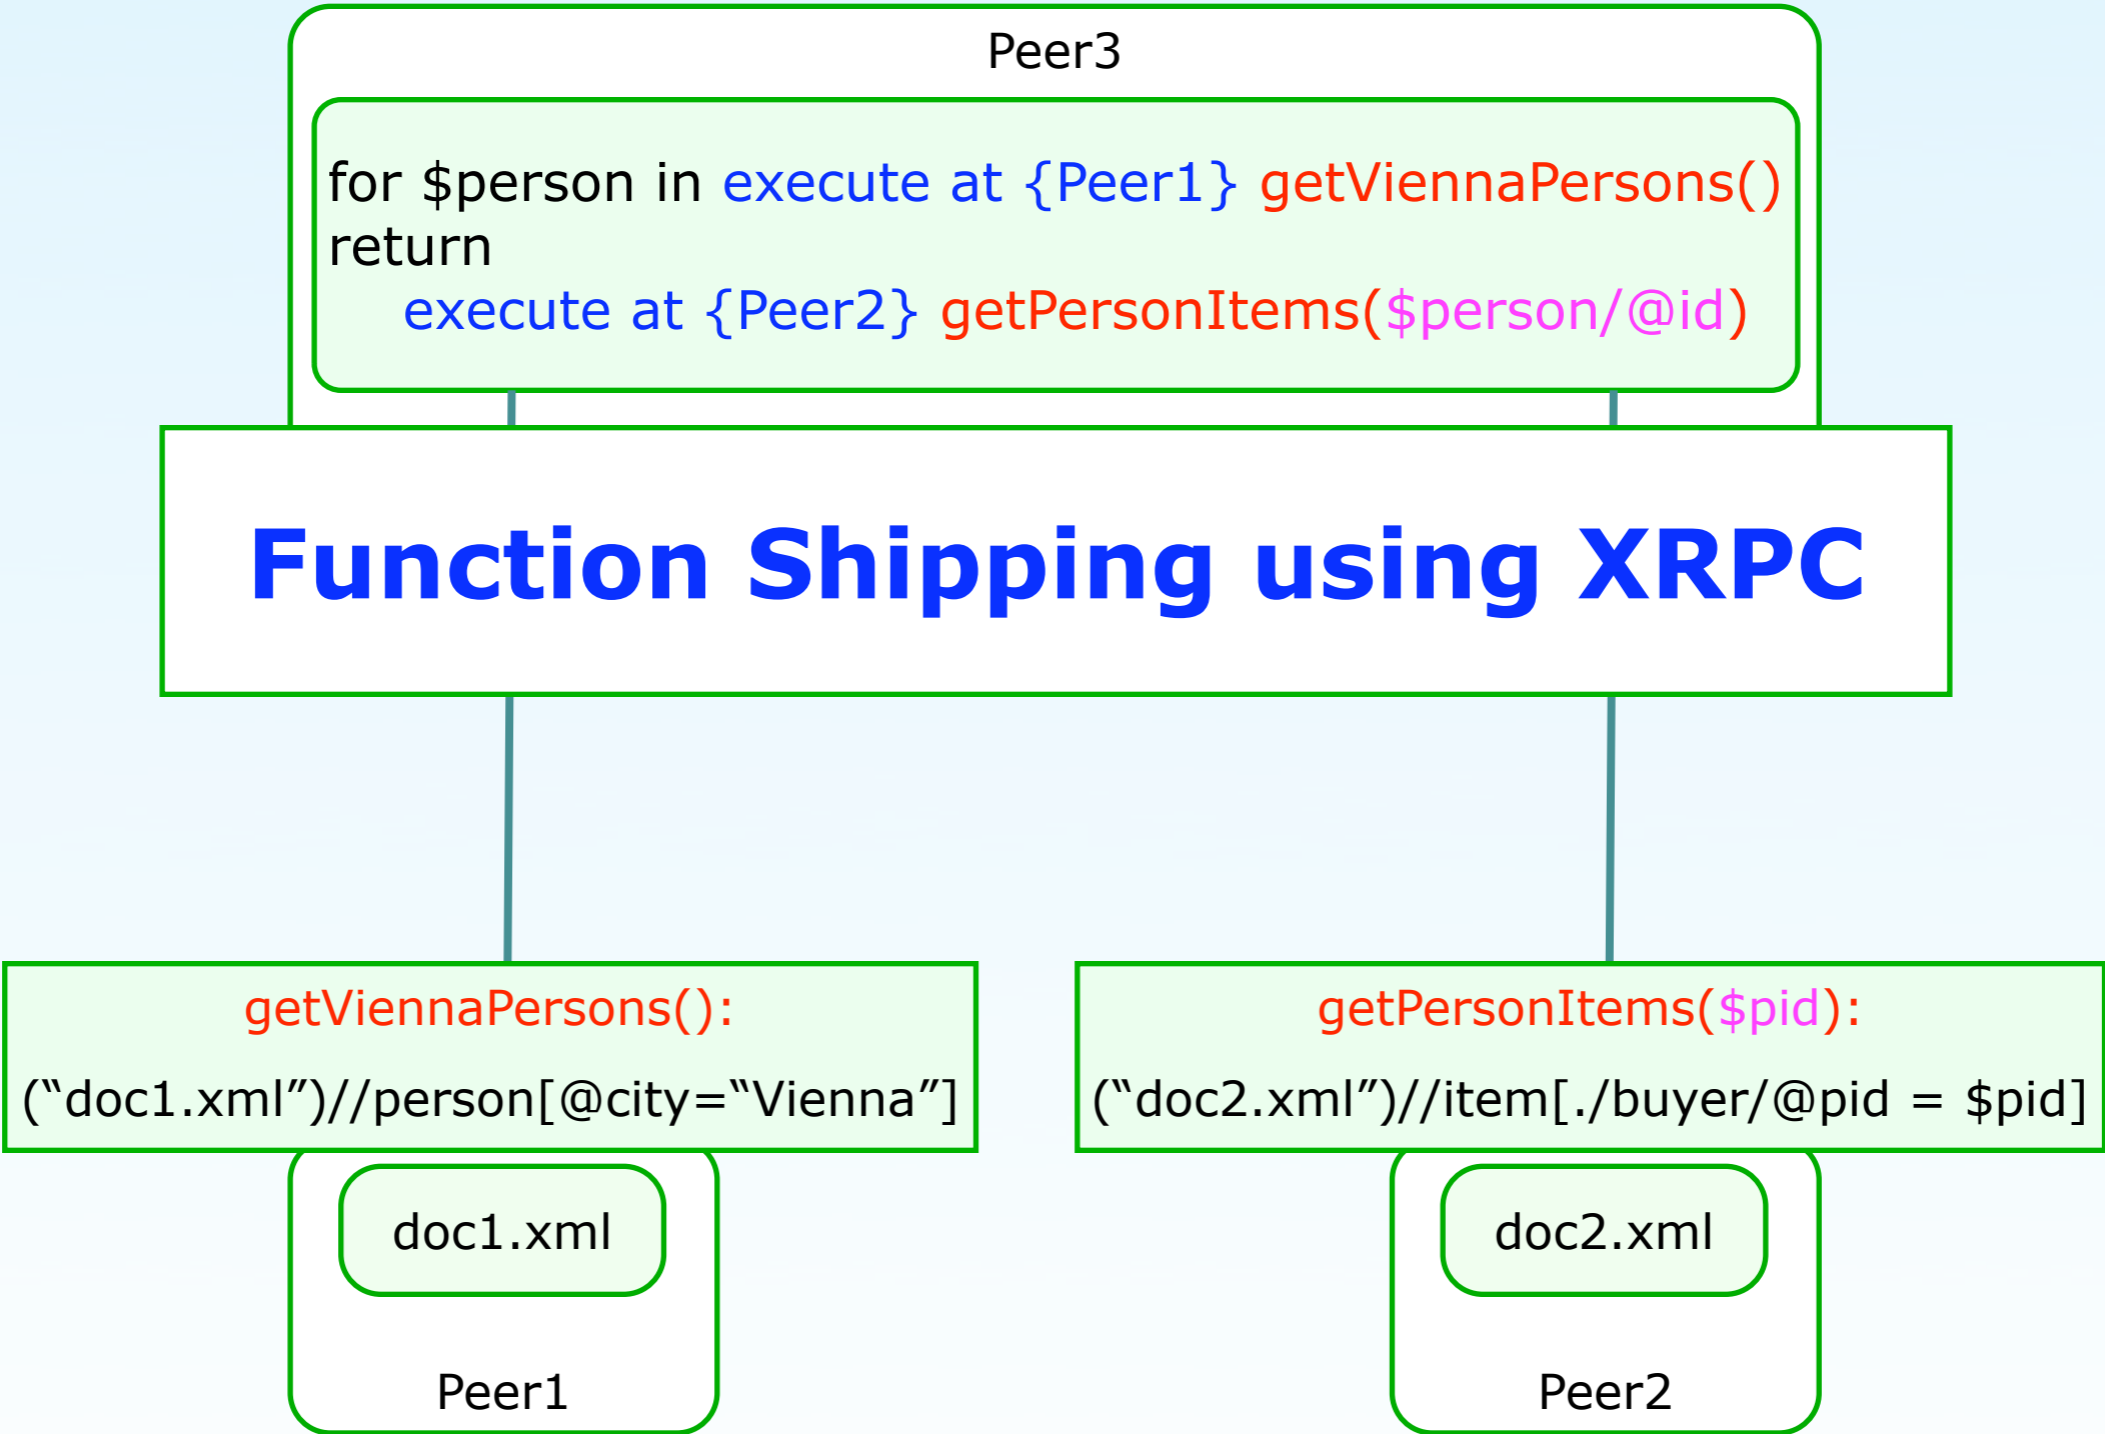 Peer3
for $person in execute at {Peer1} getViennaPersons()
return
execute at {Peer2} getPersonItems($person/@id)
Function Shipping using XRPC
getViennaPersons():
(“doc1.xml”)//person[@city=“Vienna”]
doc1.xml
Peer1
getPersonItems($pid):
(“doc2.xml”)//item[./buyer/@pid = $pid]
doc2.xml
Peer2